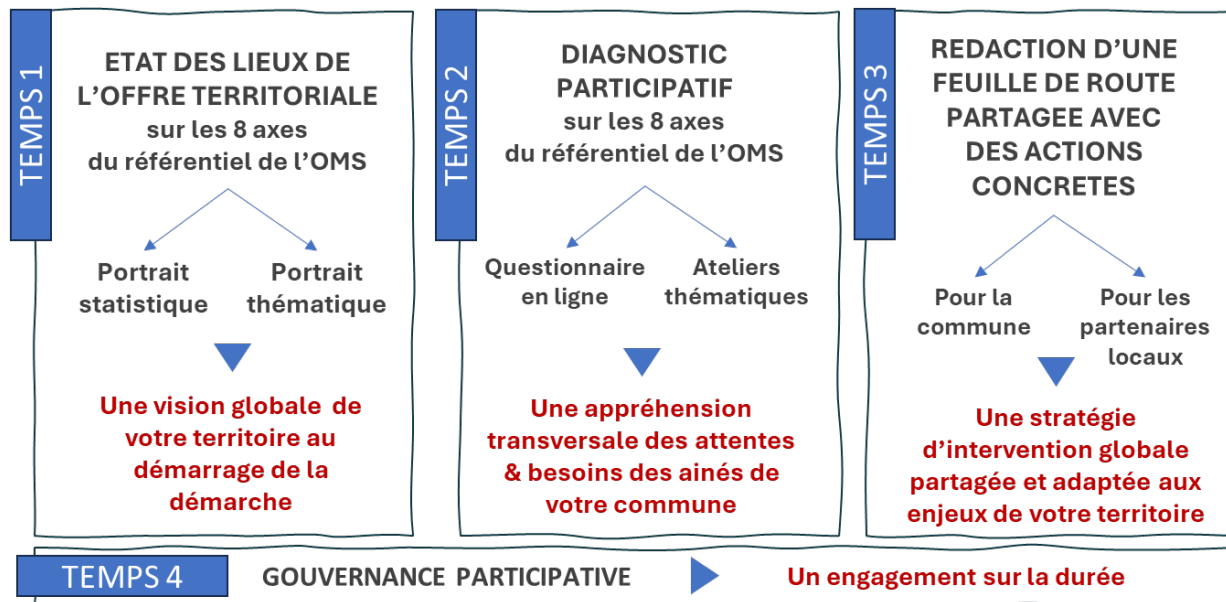 TEMPS 1
ETAT DES LIEUX DE
L’OFFRE TERRITORIALE
sur les 8 axes
du référentiel de l’OMS
Portrait
statistique
Portrait
thématique
Une vision globale de
votre territoire au
démarrage de la
démarche
TEMPS 2
DIAGNOSTIC
PARTICIPATIF
sur les 8 axes
du référentiel de l’OMS
Questionnaire
en ligne
Ateliers
thématiques
Une appréhension
transversale des attentes
& besoins des ainés de
votre commune
TEMPS 3
REDACTION D’UNE
FEUILLE DE ROUTE
PARTAGEE AVEC
DES ACTIONS
CONCRETES
Pour la
commune
Pour les
partenaires
locaux
Une stratégie
d’intervention globale
partagée et adaptée aux
enjeux de votre territoire
TEMPS 4
GOUVERNANCE PARTICIPATIVE
Un engagement sur la durée